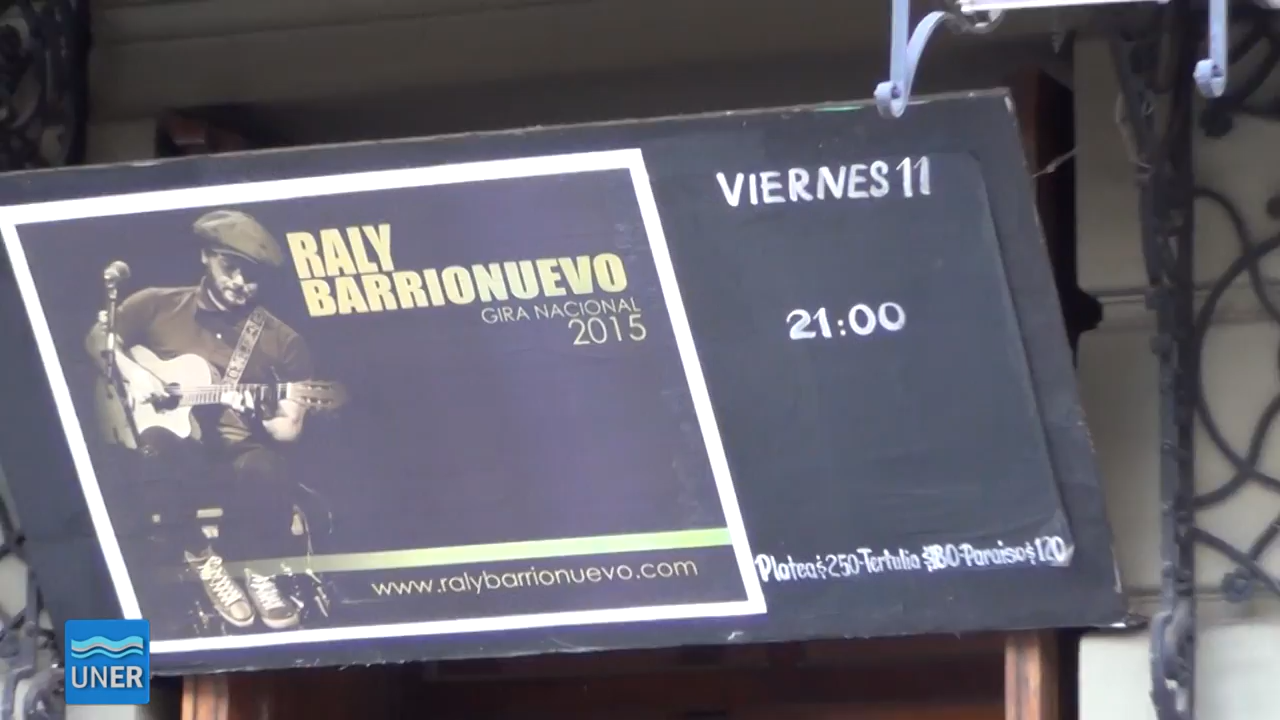 RALY
BARRIONUEVO
GIRA NACIONAL
2015
www.ralybarrionuevo.com
VIERNES 11
21:00
Platea $250-Tertulia $180-Paraiso $120
UNER